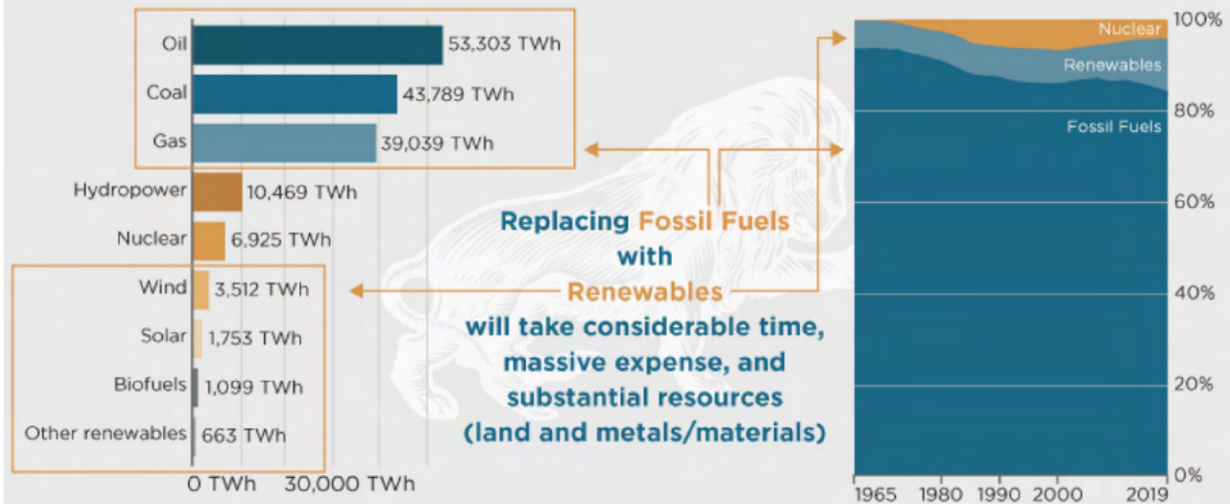 Oil 53,303 TWh
Coal 43,789 TWh
Gas 39,039 TWh
Hydropower 10,469 TWh
Nuclear 6,925 TWh
Wind 3,512 TWh
Solar 1,753 TWh
Biofuels 1,099 TWh
Other renewables 663 TWh
0 TWh 30,000 TWh
Replacing Fossil Fuels
with
Renewables
will take considerable time,
massive expense, and
substantial resources
(land and metals/materials)
Nuclear
Renewables
Fossil Fuels
100%
80%
60%
40%
20%
0%
1965 1980 1990 2000 2019